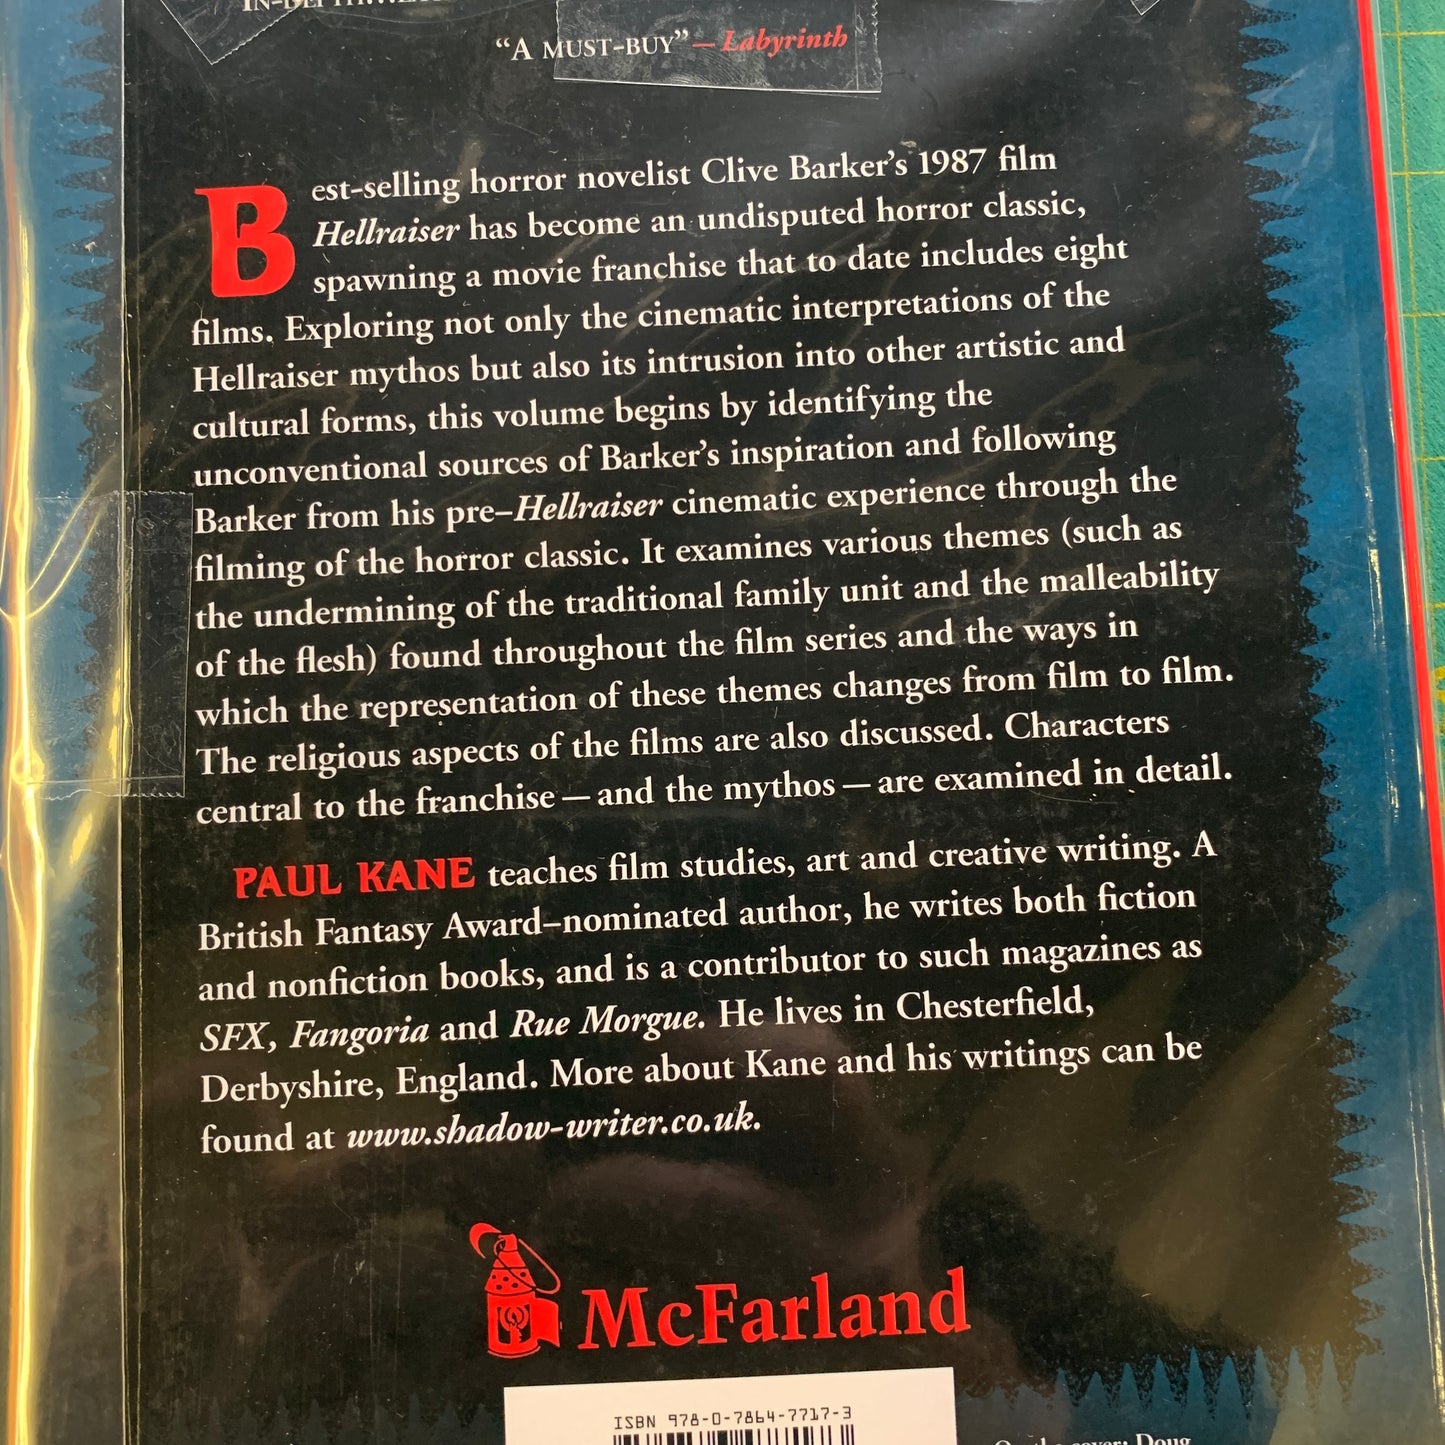 "A MUST-BUY"—Labyrinth
Best-selling horror novelist Clive Barker's 1987 film
Hellraiser has become an undisputed horror classic,
spawning a movie franchise that to date includes eight
films. Exploring not only the cinematic interpretations of the
Hellraiser mythos but also its intrusion into other artistic and
cultural forms, this volume begins by identifying the
unconventional sources of Barker's inspiration and following
Barker from his pre–Hellraiser cinematic experience through the
filming of the horror classic. It examines various themes (such as
the undermining of the traditional family unit and the malleability
of the flesh) found throughout the film series and the ways in
which the representation of these themes changes from film to film.
The religious aspects of the films are also discussed. Characters
central to the franchise—and the mythos—are examined in detail.
PAUL KANE teaches film studies, art and creative writing. A
British Fantasy Award–nominated author, he writes both fiction
and nonfiction books, and is a contributor to such magazines as
SFX, Fangoria and Rue Morgue. He lives in Chesterfield,
Derbyshire, England. More about Kane and his writings can be
found at www.shadow-writer.co.uk.
McFarland
ISBN 978-0-7864-7717-3
cover: Doug